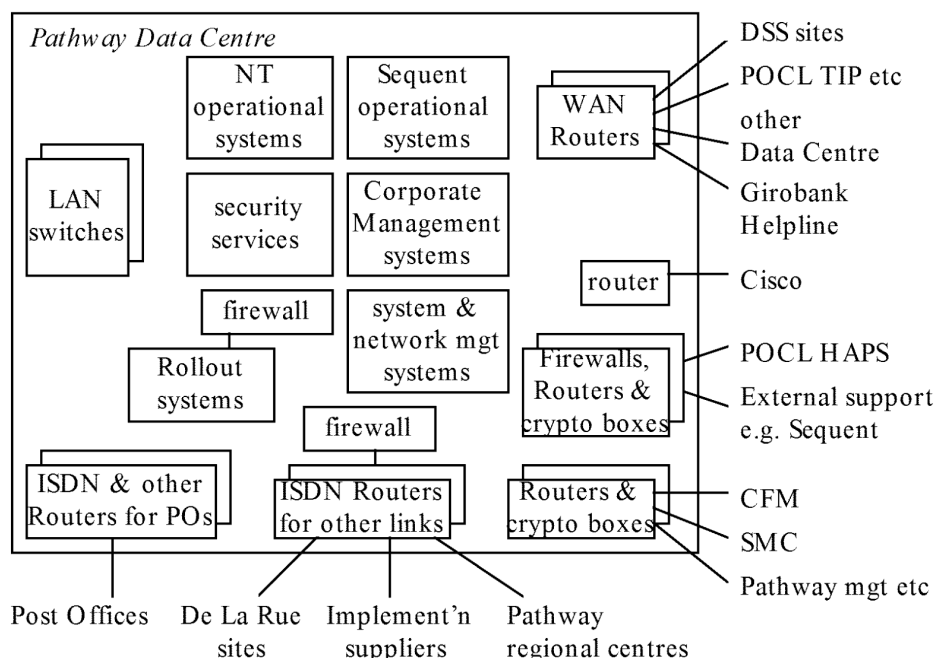 Pathway Data Centre
NT
operational
systems
Sequent
operational
systems
WAN
Routers
DSS sites
POCL TIP etc
other
Data Centre
Girobank
Helpline
LAN
switches
security
services
Corporate
Management
systems
router
Cisco
firewall
Rollout
systems
system &
network mgt
systems
Firewalls,
Routers &
crypto boxes
POCL HAPS
External support
e.g. Sequent
firewall
ISDN & other
Routers for POs
ISDN Routers
for other links
Routers &
crypto boxes
CFM
SMC
Pathway mgt etc
Post Offices
De La Rue
sites
Implement'n
suppliers
Pathway
regional centres